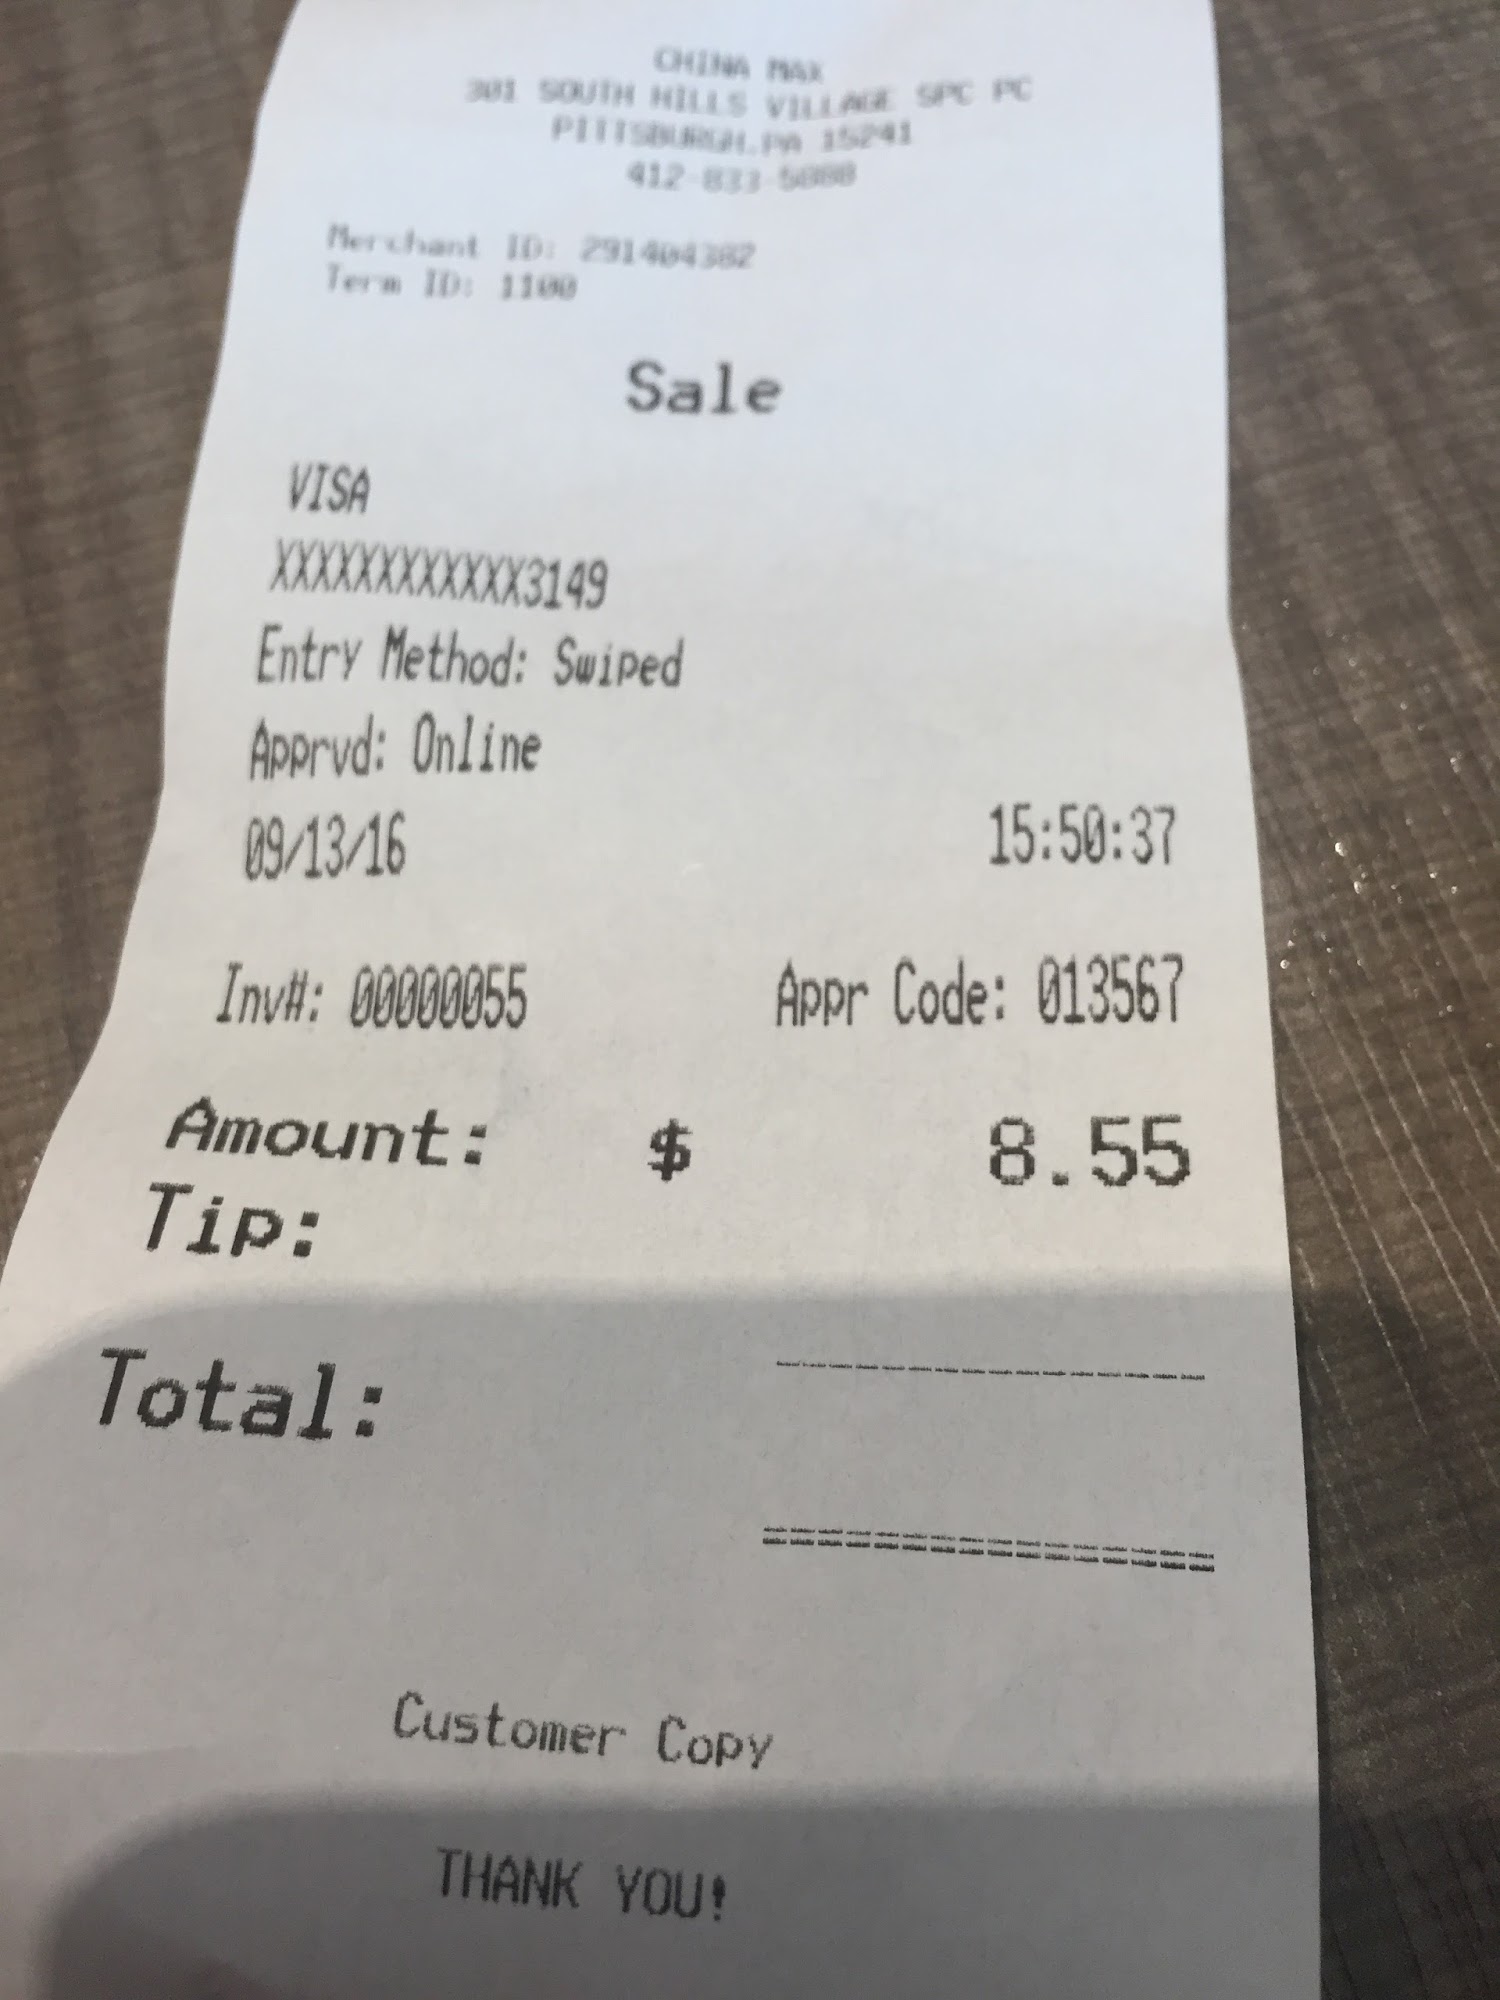 CHINA MAX
301 SOUTH HILLS VILLAGE SPC PC
PITTSBURGH,PA 15241
412-833-5088
Merchant ID: 291404382
Term ID: 1100
Sale
VISA
XXXXXXXXXXXX3149
Entry Method: Swiped
Apprvd: Online
09/13/16 15:50:37
Inv#: 00000055 Appr Code: 013567
Amount: $ 8.55
Tip:
Total:
Customer Copy
THANK YOU!